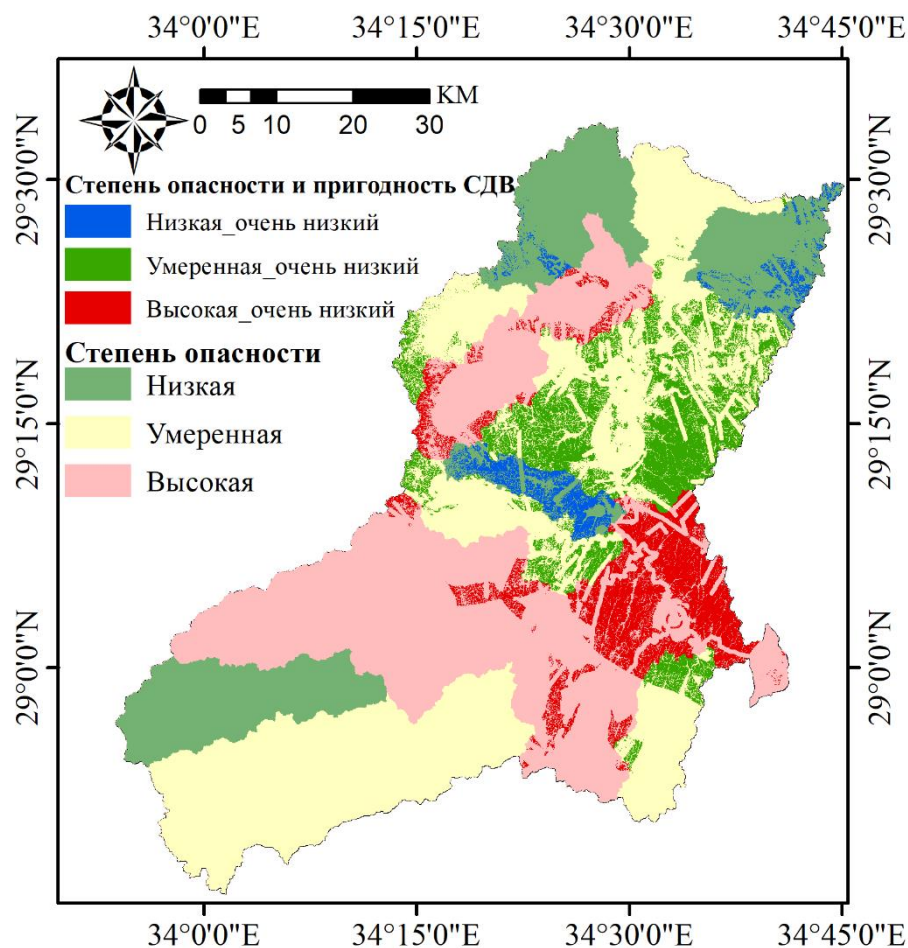 34°0'0"E 34°15'0"E 34°30'0"E 34°45'0"E
KM
0 5 10 20 30
Степень опасности и пригодность СДВ
Низкая_очень низкий
Умеренная_очень низкий
Высокая_очень низкий
Степень опасности
Низкая
Умеренная
Высокая
29°30'0"N
29°15'0"N
29°0'0"N
29°30'0"N
29°15'0"N
29°0'0"N
34°0'0"E 34°15'0"E 34°30'0"E 34°45'0"E